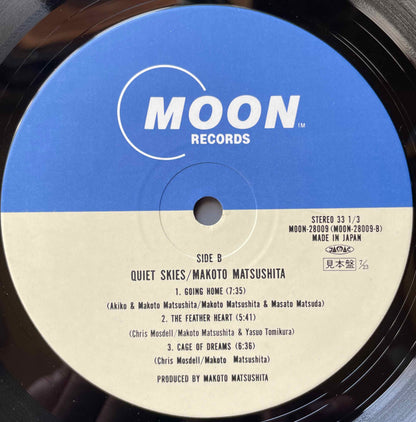 MOON
TM
RECORDS
STEREO 33 1/3
MOON-28009 (MOON-28009-B)
MADE IN JAPAN
SIDE B
見本盤
QUIET SKIES/MAKOTO MATSUSHITA
1. GOING HOME (7:35)
(Akiko & Makoto Matsushita/Makoto Matsushita & Masato Matsuda)
2. THE FEATHER HEART (5:41)
(Chris Mosdell/Makoto Matsushita & Yasuo Tomikura)
3. CAGE OF DREAMS (6:36)
(Chris Mosdell/Makoto Matsushita)
PRODUCED BY MAKOTO MATSUSHITA